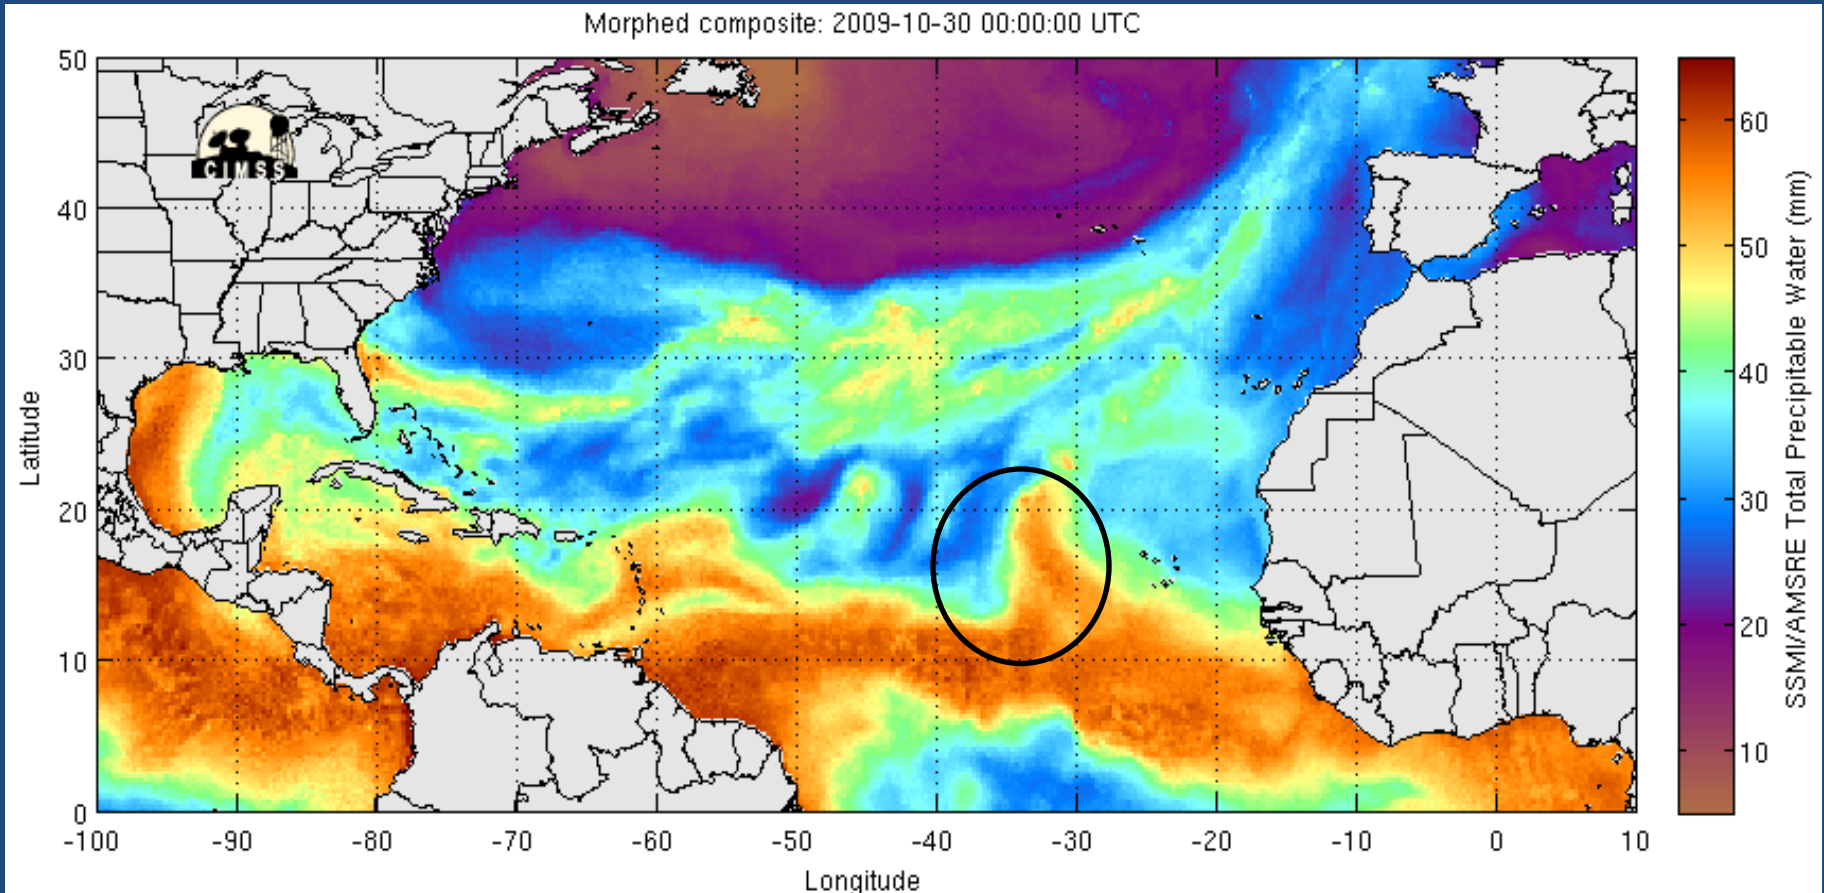 Morphed composite: 2009-10-30 00:00:00 UTC
50
40
30
20
10
0
Latitude
CIMSS
-100 -90 -80 -70 -60 -50 -40 -30 -20 -10 0 10
Longitude
60
50
40
30
20
10
SSMI/AMSRE Total Precipitable Water (mm)